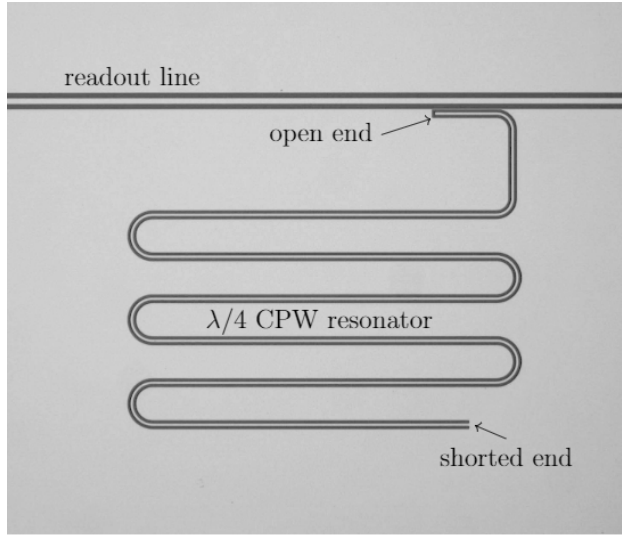 readout line
open end
λ/4 CPW resonator
shorted end